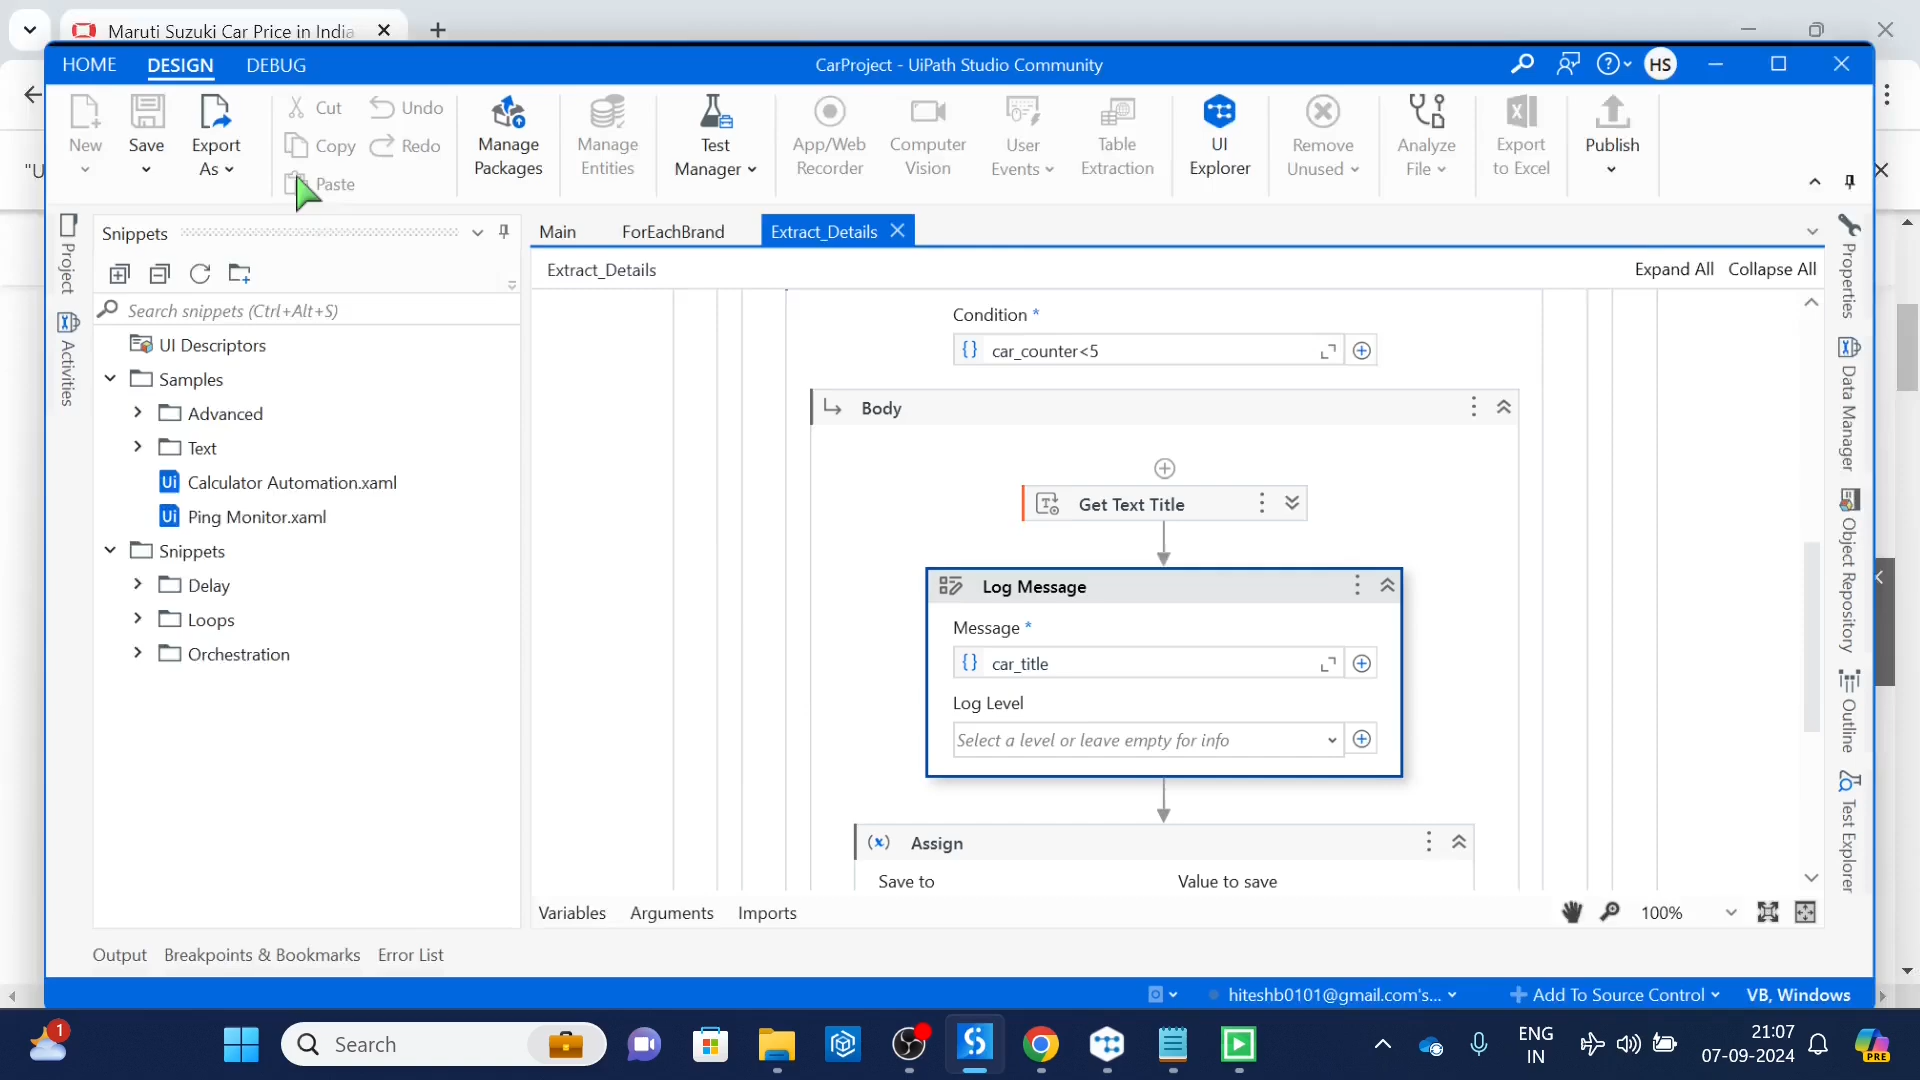 Maruti Suzuki Car Price in India
HOME DESIGN DEBUG
CarProject - UiPath Studio Community
HS
New
Save
Export
As
Cut
Copy
Paste
Undo
Redo
Manage
Packages
Manage
Entities
Test
Manager
App/Web
Recorder
Computer
Vision
User
Events
Table
Extraction
UI
Explorer
Remove
Unused
Analyze
File
Export
to Excel
Publish
"U
Project
Activities
Snippets
Search snippets (Ctrl+Alt+S)
UI Descriptors
Samples
Advanced
Text
Ui Calculator Automation.xaml
Ui Ping Monitor.xaml
Snippets
Delay
Loops
Orchestration
Main ForEachBrand Extract_Details
Extract_Details
Expand All Collapse All
Condition *
car_counter<5
Body
Get Text Title
Log Message
Message *
car_title
Log Level
Select a level or leave empty for info
Assign
Save to Value to save
Variables Arguments Imports
100%
Properties
Data Manager
Object Repository
Outline
Test Explorer
Output Breakpoints & Bookmarks Error List
hiteshb0101@gmail.com's...
Add To Source Control
VB, Windows
1
Search
ENG
IN
21:07
07-09-2024
PRE